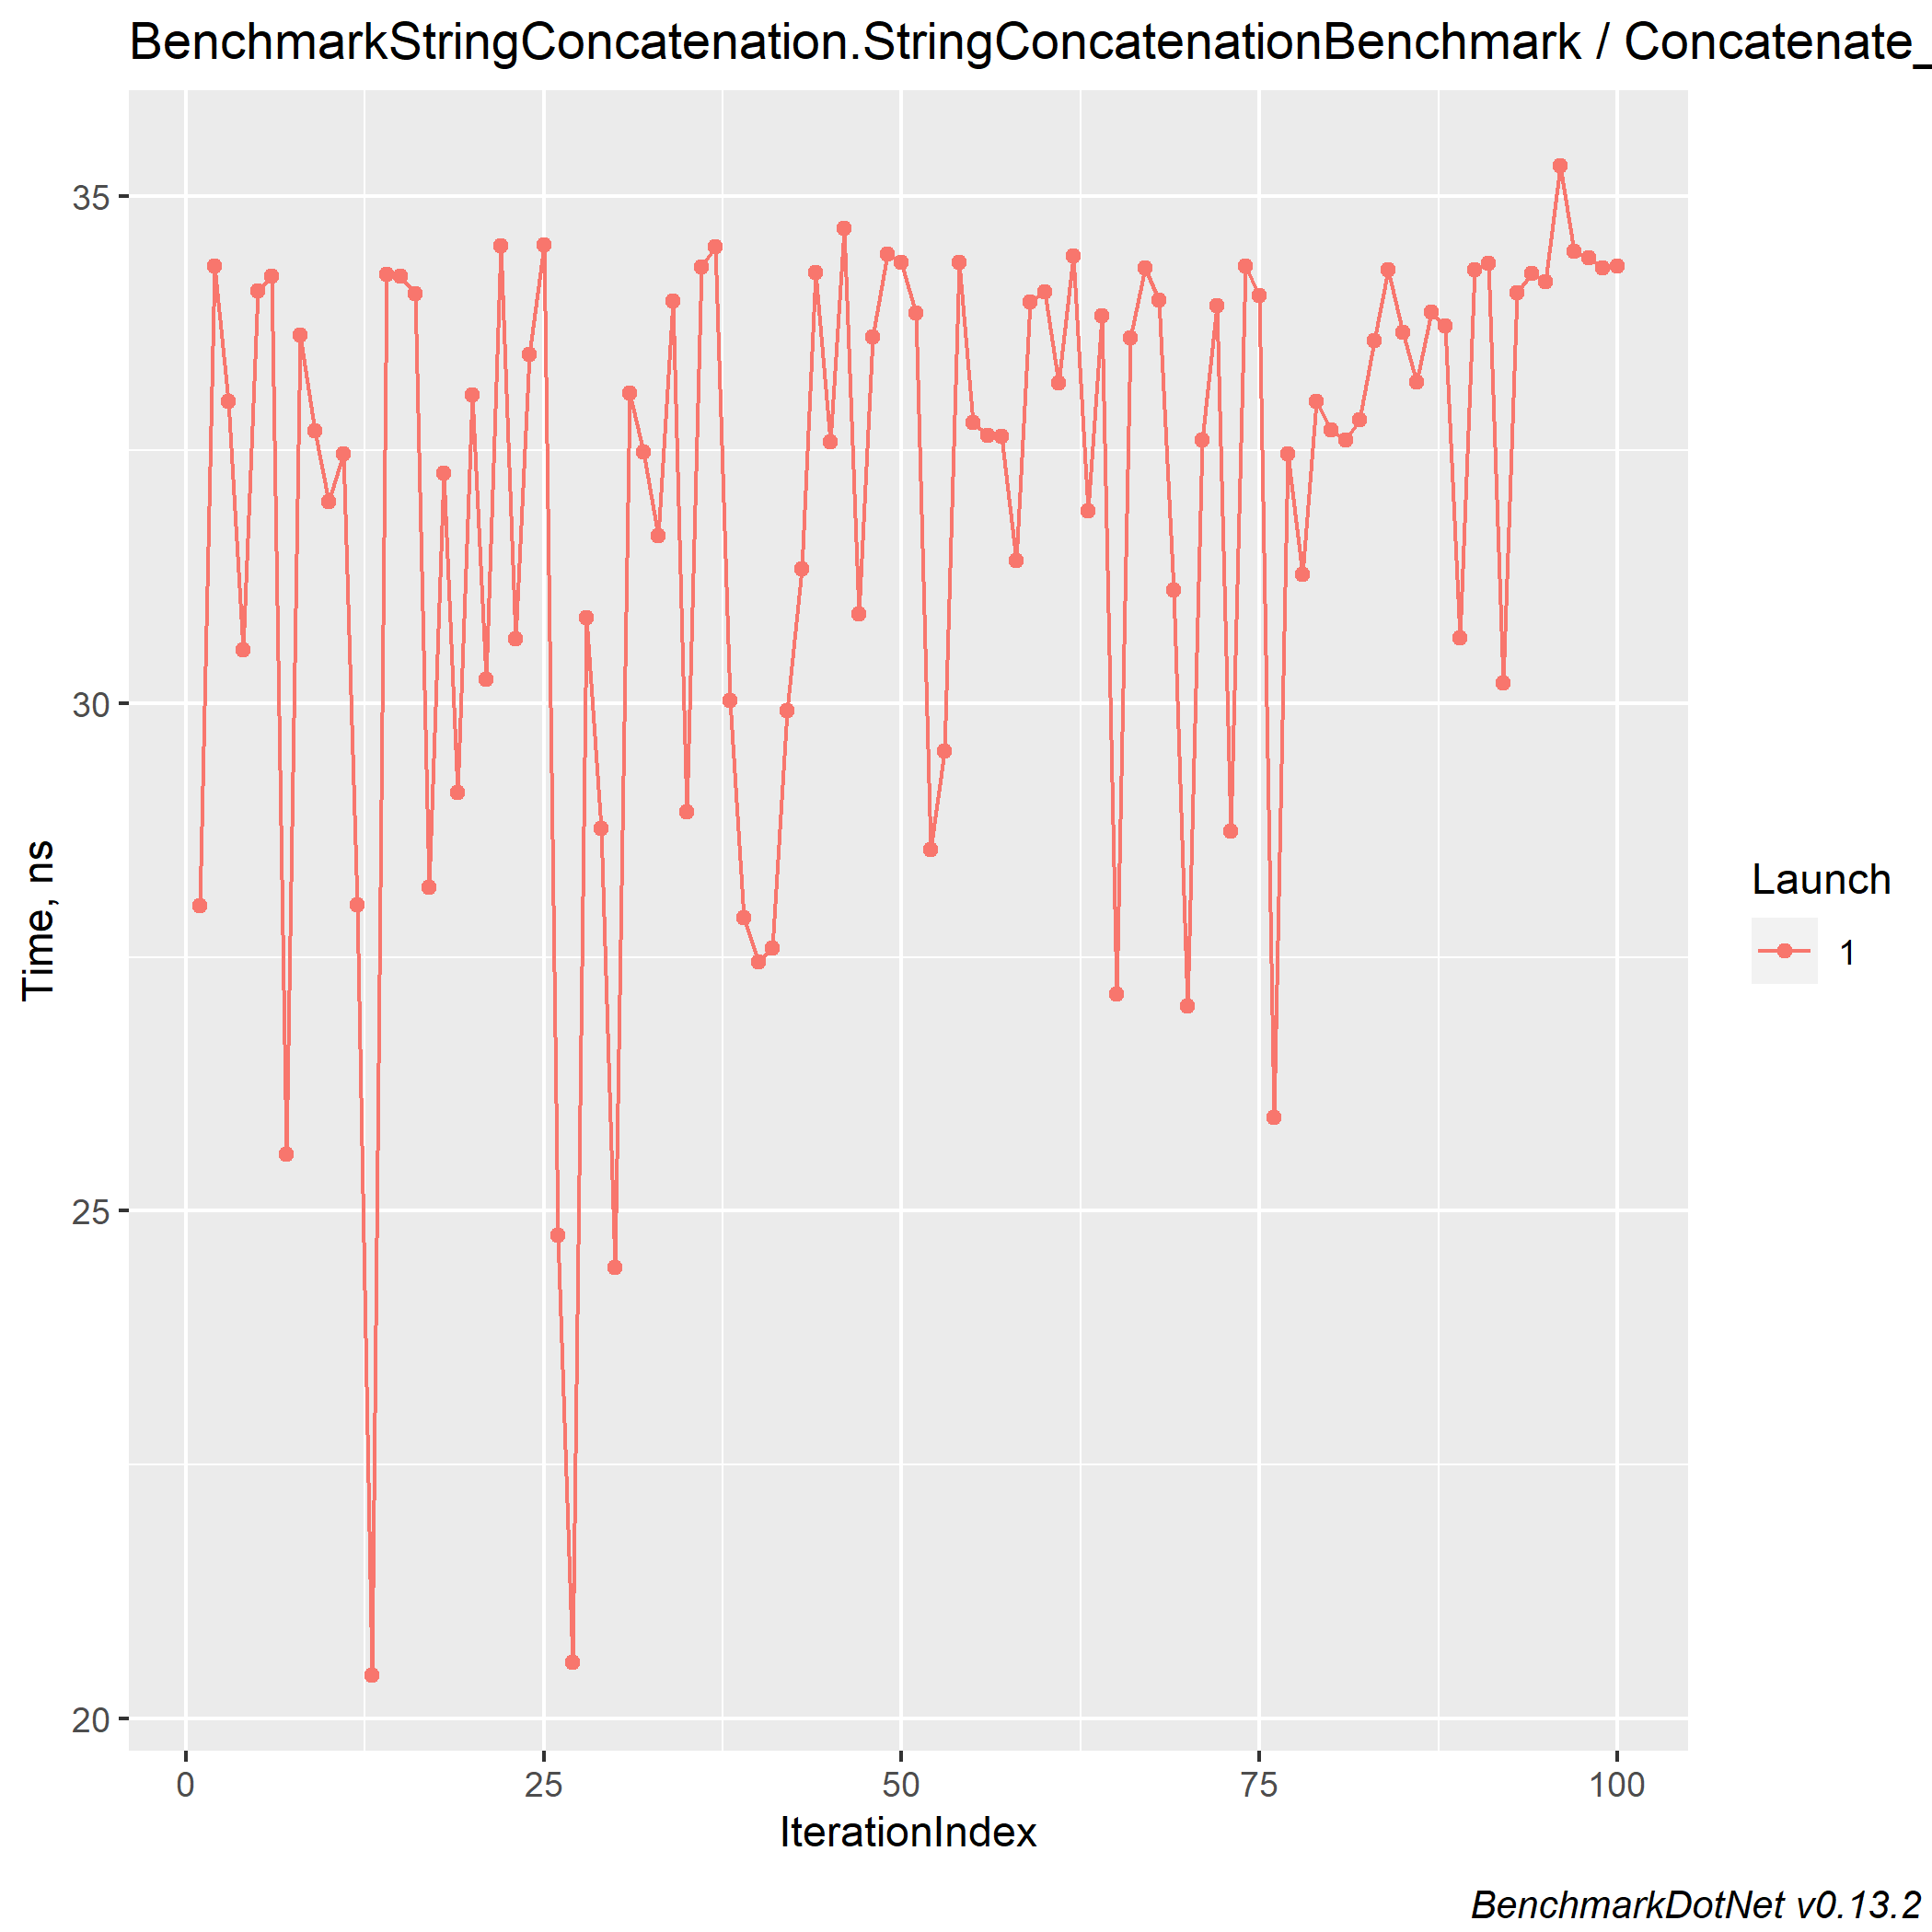 BenchmarkStringConcatenation.StringConcatenationBenchmark / Concatenate_
35
30
25
20
Time, ns
0 25 50 75 100
IterationIndex
Launch
1
BenchmarkDotNet v0.13.2